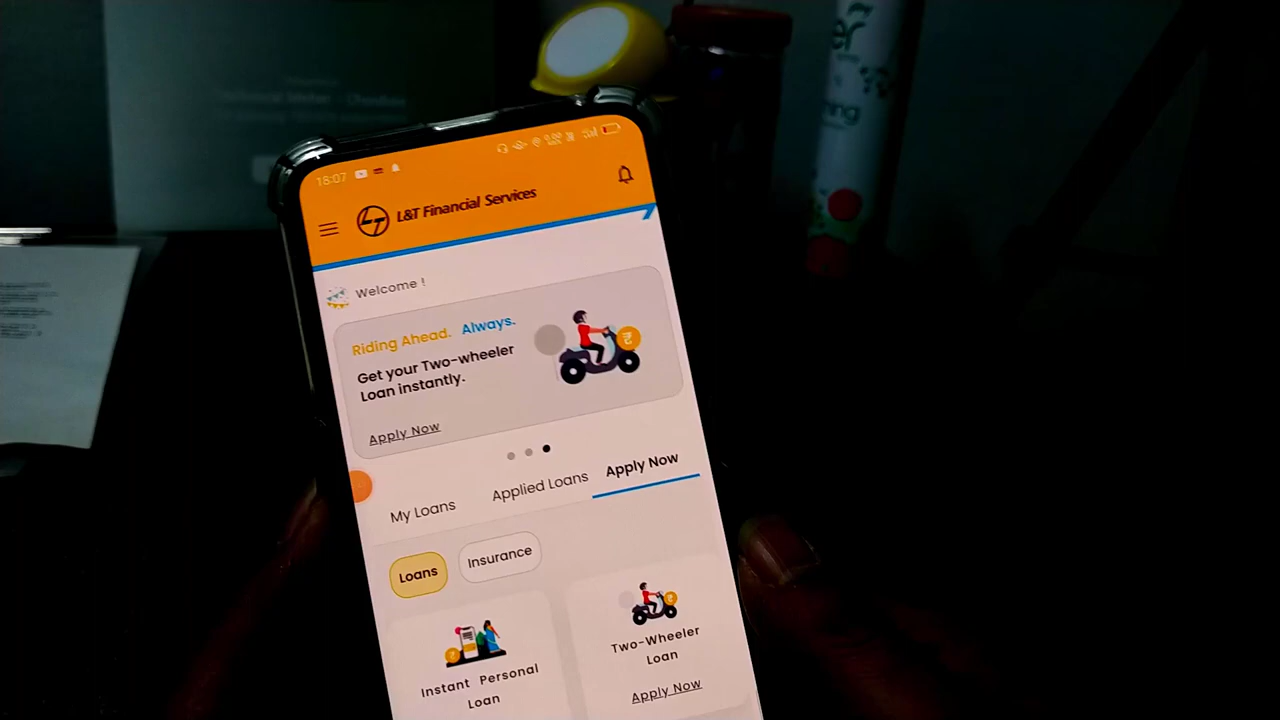 18:07
L&T Financial Services
Welcome !
Riding Ahead. Always.
Get your Two-wheeler
Loan instantly.
Apply Now
My Loans
Applied Loans
Apply Now
Loans
Insurance
Instant Personal
Loan
Two-Wheeler
Loan
Apply Now
er